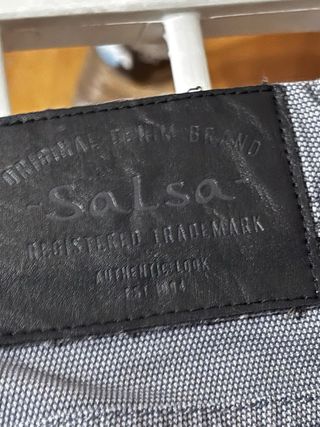 ORIGINAL DENIM BRAND
-Salsa-
REGISTERED TRADEMARK
AUTHENTIC LOOK
EST 1994